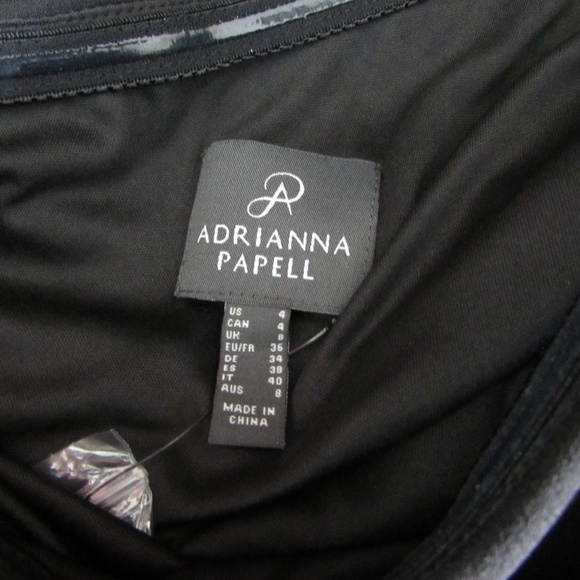 ADRIANNA
PAPELL
US 4
CAN 4
UK 8
EU/FR 36
DE 34
ES 38
IT 40
AUS 8
MADE IN
CHINA